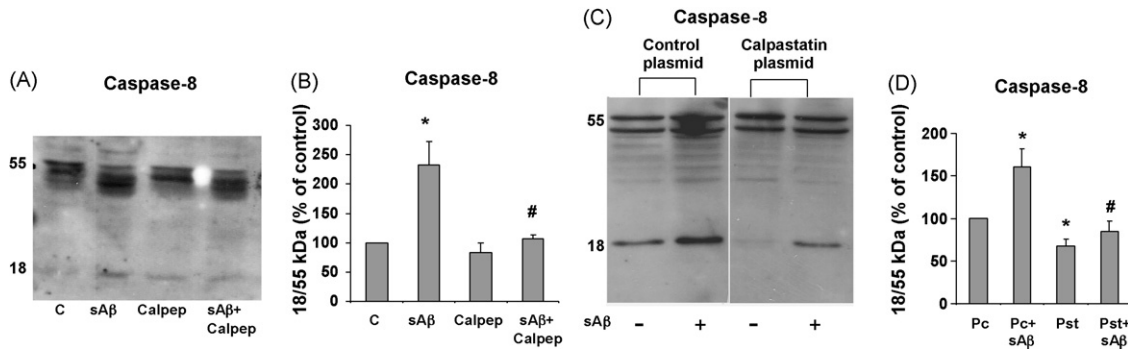 (A)
Caspase-8
55
18
C sAβ Calpep sAβ+
Calpep
(B)
Caspase-8
18/55 kDa (% of control)
300
250
200
150
100
50
0
*
#
C sAβ Calpep sAβ+
Calpep
(C)
Caspase-8
Control
plasmid
Calpastatin
plasmid
55
18
sAβ - + - +
(D)
Caspase-8
18/55 kDa (% of control)
200
150
100
50
0
*
*
#
Pc Pc+ Pst Pst+
sAβ sAβ